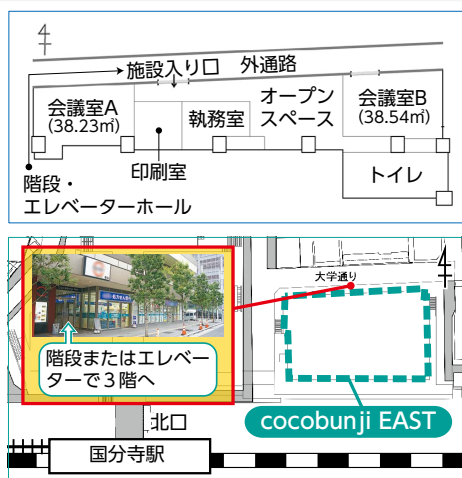 施設入り口　外通路
会議室A
(38.23㎡)
執務室
オープン
スペース
会議室B
(38.54㎡)
印刷室
トイレ
階段・
エレベーターホール
大学通り
階段またはエレベー
ターで３階へ
cocobunji EAST
北口
国分寺駅